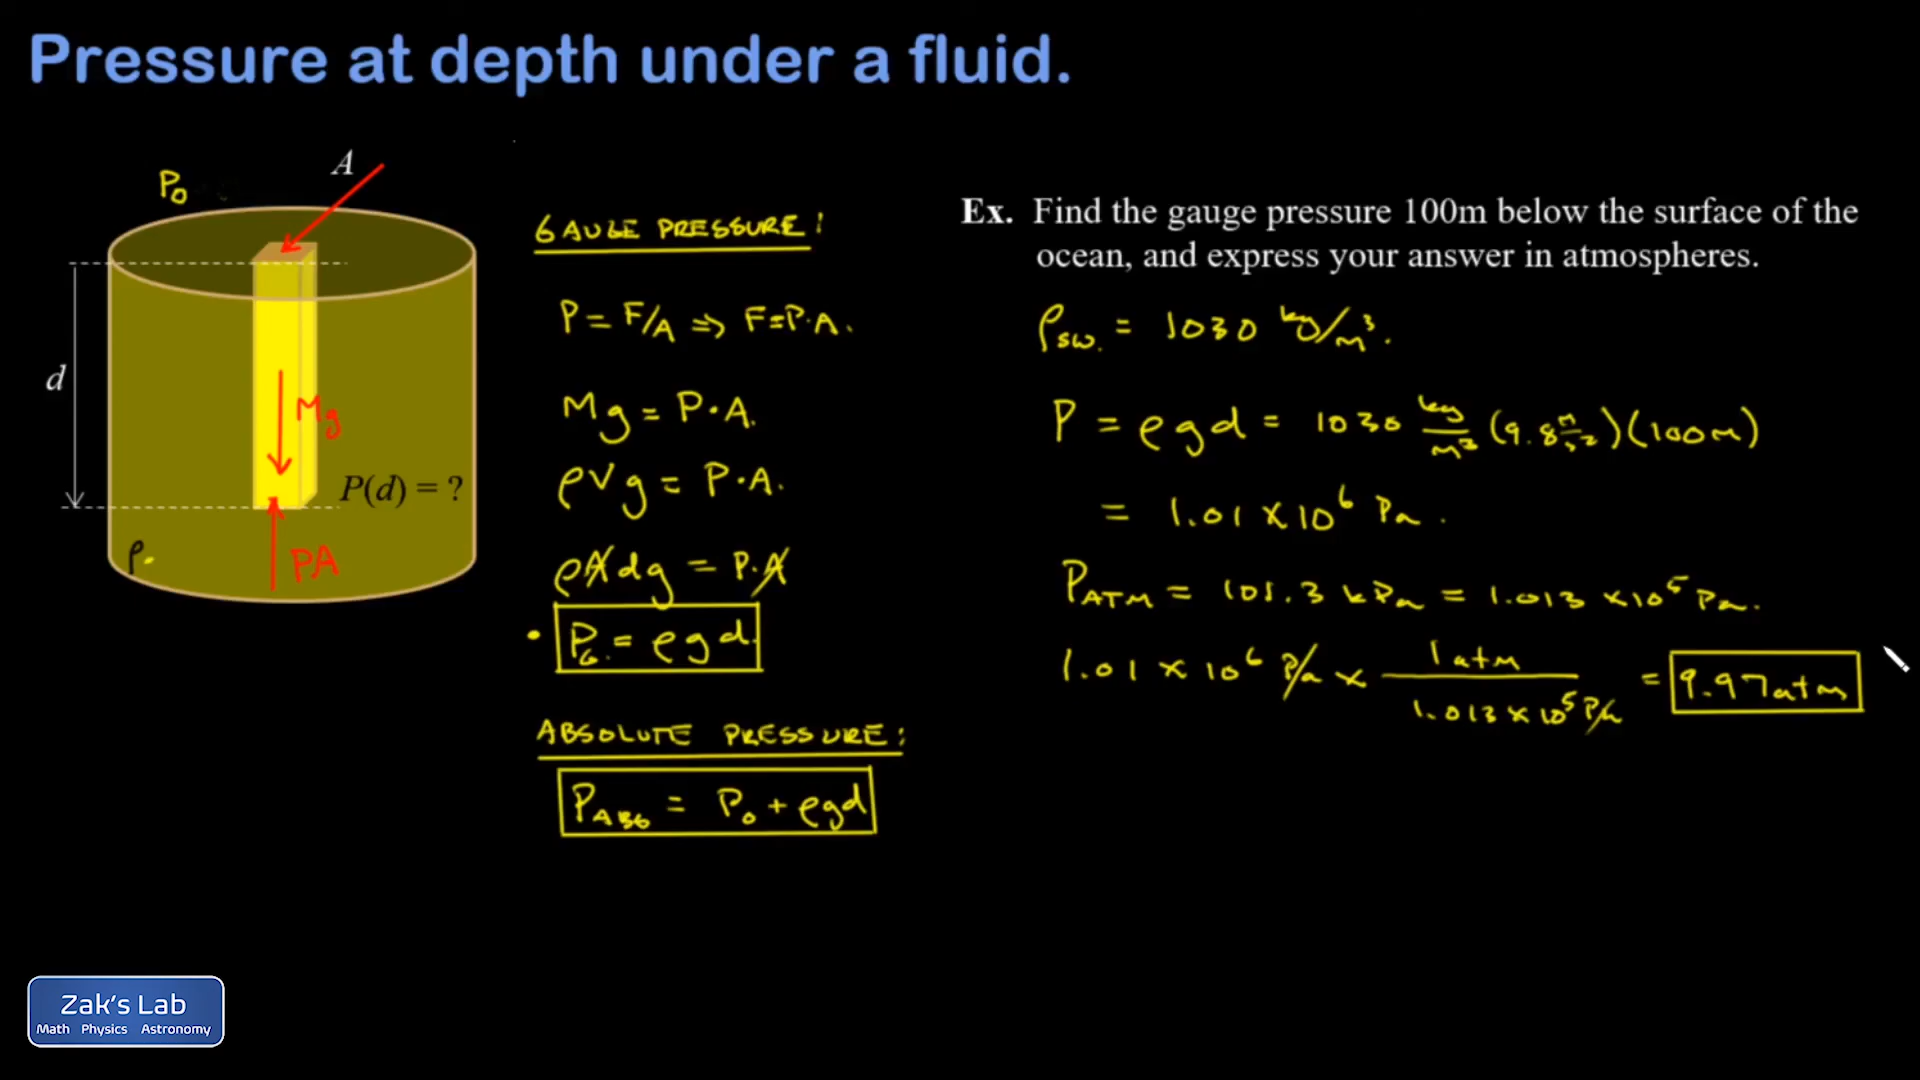 Pressure at depth under a fluid.
P₀
A
d
Mg
P(d) = ?
ρ
PA
GAUGE PRESSURE:
P = F/A ⇒ F=P·A.
Mg = P·A.
ρVg = P·A.
ρAdg = P·A
P_G. = ρgd.
ABSOLUTE PRESSURE:
P_ABS = P₀ + ρgd
Ex. Find the gauge pressure 100m below the surface of the
ocean, and express your answer in atmospheres.
ρ_SW. = 1030 kg/m³.
P = ρgd = 1030 kg/m³ (9.8 m/s²)(100m)
= 1.01 × 10⁶ Pa.
P_ATM = 101.3 kPa = 1.013 × 10⁵ Pa.
1.01 × 10⁶ Pa × 1 atm / 1.013 × 10⁵ Pa = 9.97 atm
Zak's Lab
Math Physics Astronomy